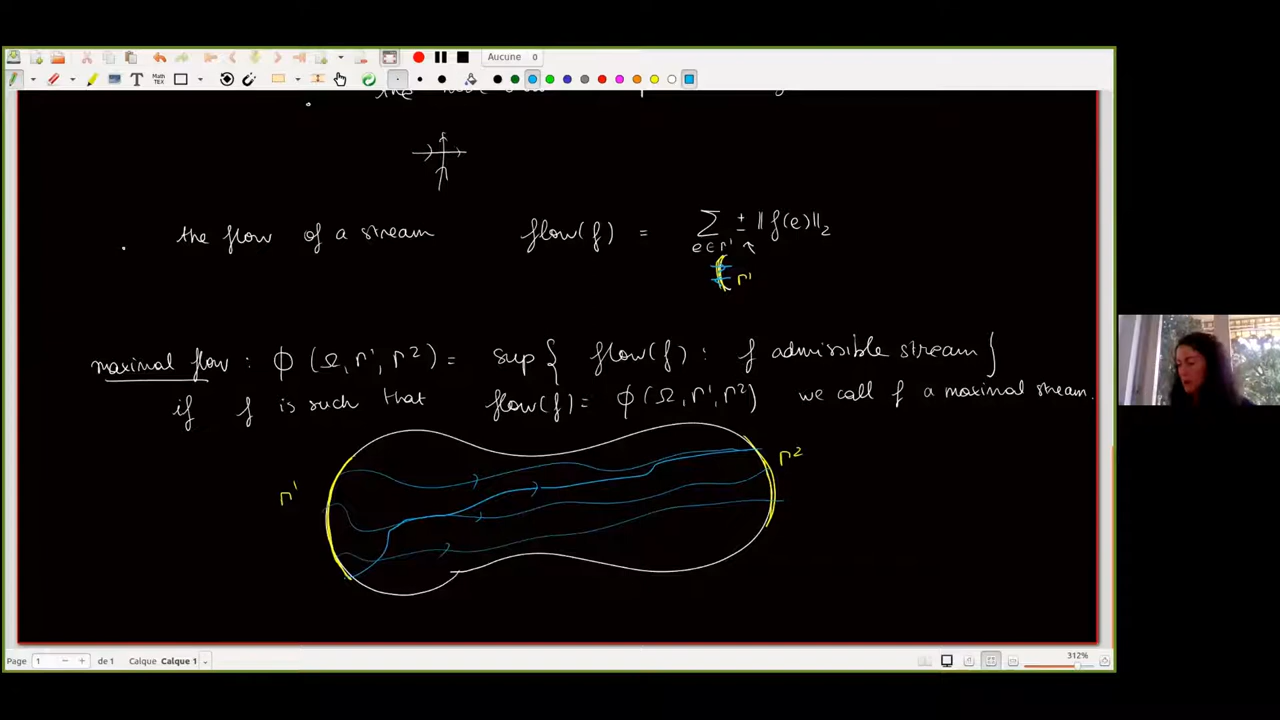 Aucune 0
the
. the flow of a stream flow(f) = ∑ ± ‖f(e)‖₂
e∈Γ¹
Γ¹
maximal flow : ϕ(Ω, Γ¹, Γ²) = sup{ flow(f) : f admissible stream }
if f is such that flow(f) = ϕ(Ω, Γ¹, Γ²) we call f a maximal stream.
Γ²
Γ¹
Page 1 de 1 Calque Calque 1 312%